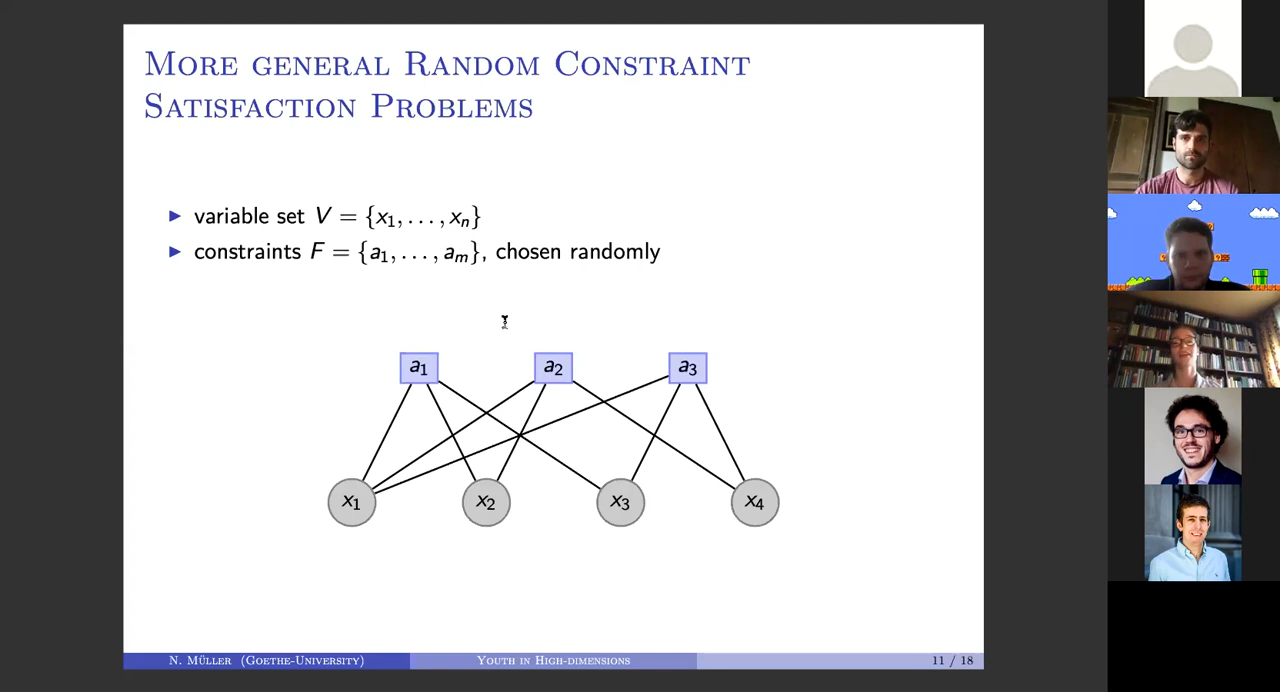 MORE GENERAL RANDOM CONSTRAINT
SATISFACTION PROBLEMS
▶ variable set V = {x₁, . . . , xₙ}
▶ constraints F = {a₁, . . . , aₘ}, chosen randomly
a₁ a₂ a₃
x₁ x₂ x₃ x₄
N. MÜLLER (GOETHE-UNIVERSITY) YOUTH IN HIGH-DIMENSIONS 11 / 18